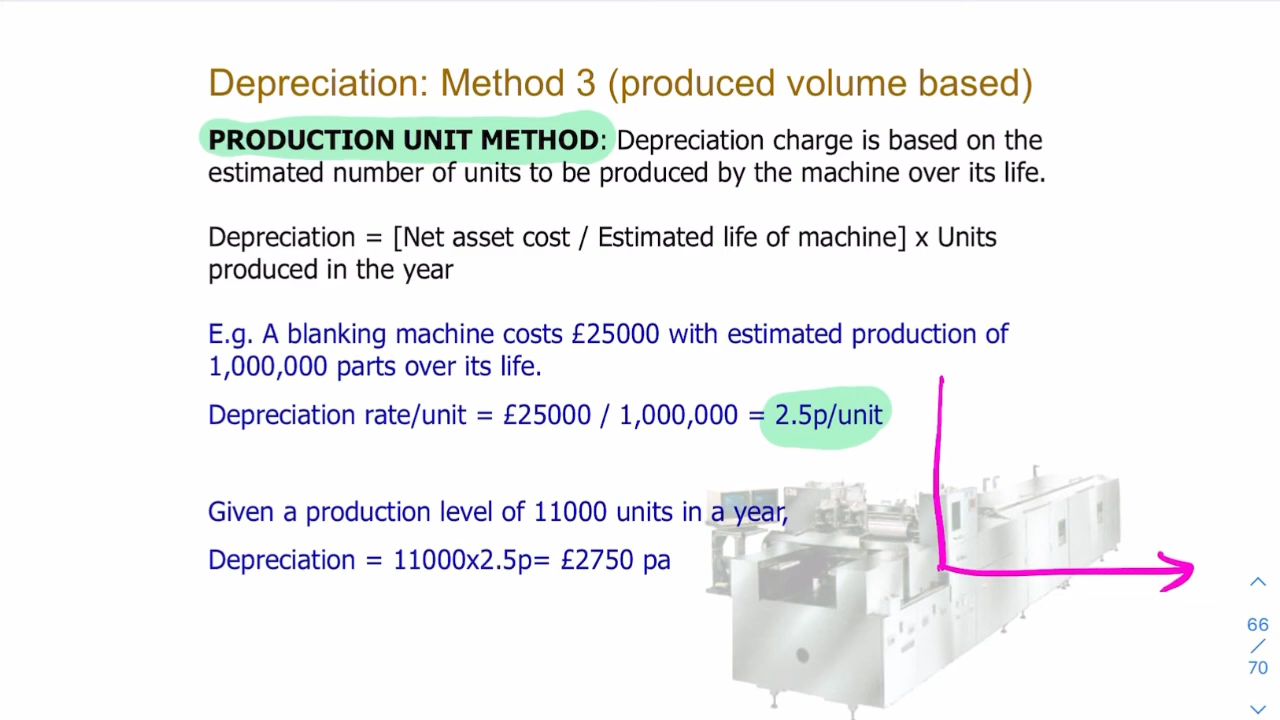 Depreciation: Method 3 (produced volume based)
PRODUCTION UNIT METHOD: Depreciation charge is based on the
estimated number of units to be produced by the machine over its life.
Depreciation = [Net asset cost / Estimated life of machine] x Units
produced in the year
E.g. A blanking machine costs £25000 with estimated production of
1,000,000 parts over its life.
Depreciation rate/unit = £25000 / 1,000,000 = 2.5p/unit
Given a production level of 11000 units in a year,
Depreciation = 11000x2.5p= £2750 pa
66
/
70